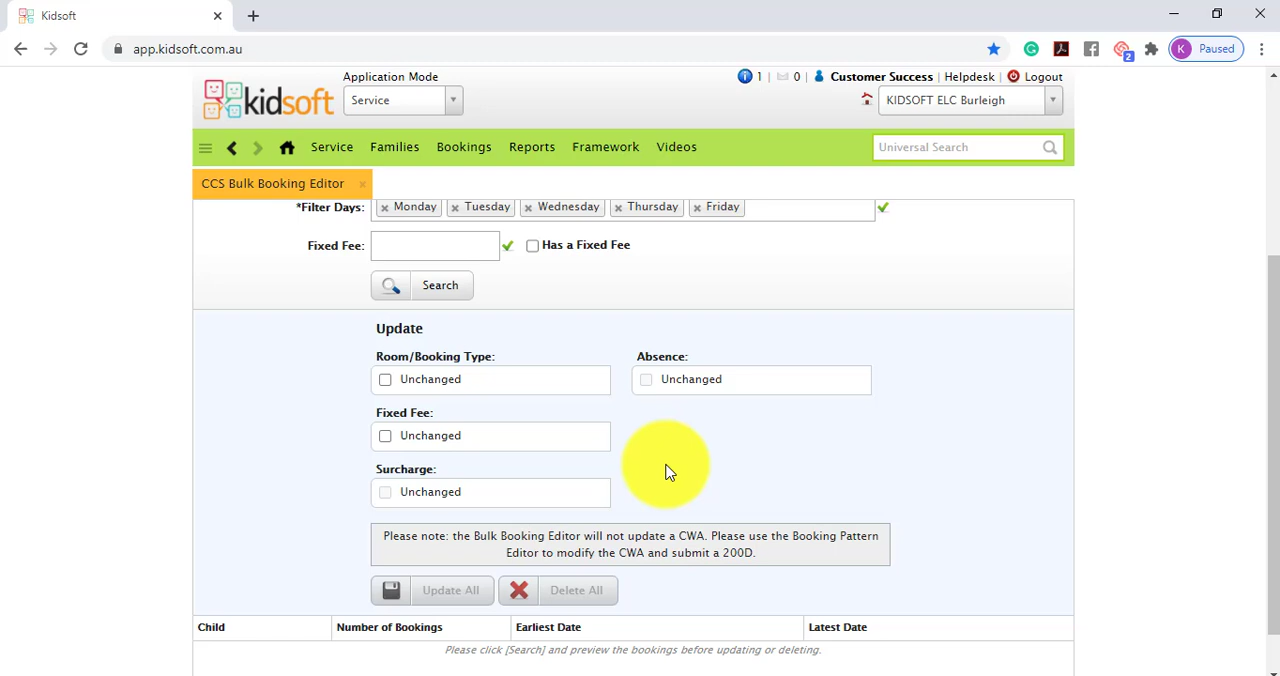 Kidsoft
app.kidsoft.com.au
K Paused
2
kidsoft
Application Mode
Service
1 | 0 Customer Success | Helpdesk | Logout
KIDSOFT ELC Burleigh
Service Families Bookings Reports Framework Videos
Universal Search
CCS Bulk Booking Editor
*Filter Days: Monday Tuesday Wednesday Thursday Friday
Fixed Fee: Has a Fixed Fee
Search
Update
Room/Booking Type: Absence:
Unchanged Unchanged
Fixed Fee:
Unchanged
Surcharge:
Unchanged
Please note: the Bulk Booking Editor will not update a CWA. Please use the Booking Pattern
Editor to modify the CWA and submit a 200D.
Update All Delete All
Child Number of Bookings Earliest Date Latest Date
Please click [Search] and preview the bookings before updating or deleting.